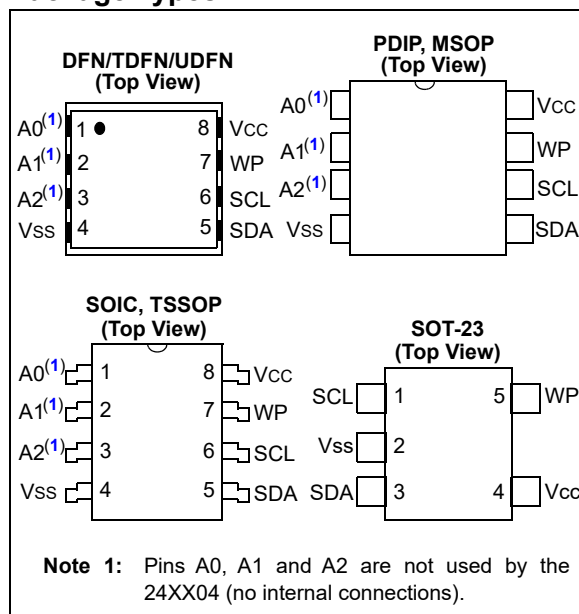 DFN/TDFN/UDFN
(Top View)
A0(1) 1 8 VCC
A1(1) 2 7 WP
A2(1) 3 6 SCL
VSS 4 5 SDA
PDIP, MSOP
(Top View)
A0(1) VCC
A1(1) WP
A2(1) SCL
VSS SDA
SOIC, TSSOP
(Top View)
A0(1) 1 8 VCC
A1(1) 2 7 WP
A2(1) 3 6 SCL
VSS 4 5 SDA
SOT-23
(Top View)
SCL 1 5 WP
Vss 2
SDA 3 4 Vcc
Note 1: Pins A0, A1 and A2 are not used by the
24XX04 (no internal connections).